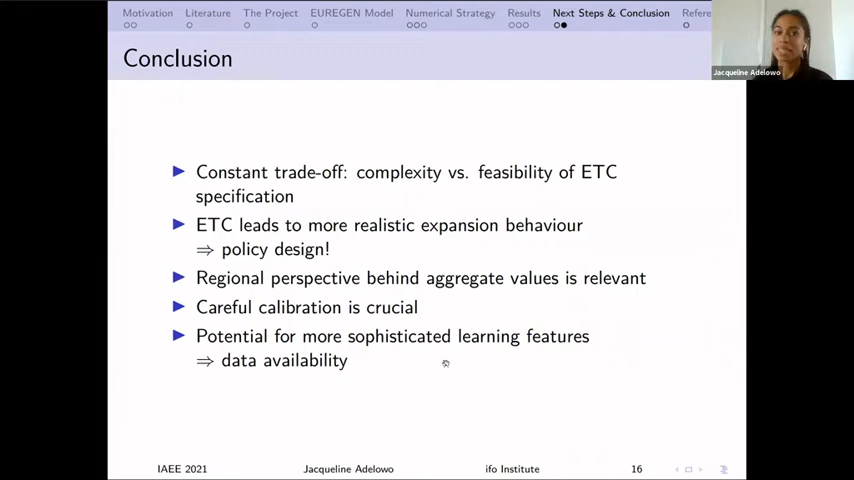 Motivation Literature The Project EUREGEN Model Numerical Strategy Results Next Steps & Conclusion Refere
Conclusion
Jacqueline Adelowo
Constant trade-off: complexity vs. feasibility of ETC
specification
ETC leads to more realistic expansion behaviour
⇒ policy design!
Regional perspective behind aggregate values is relevant
Careful calibration is crucial
Potential for more sophisticated learning features
⇒ data availability
IAEE 2021 Jacqueline Adelowo ifo Institute 16